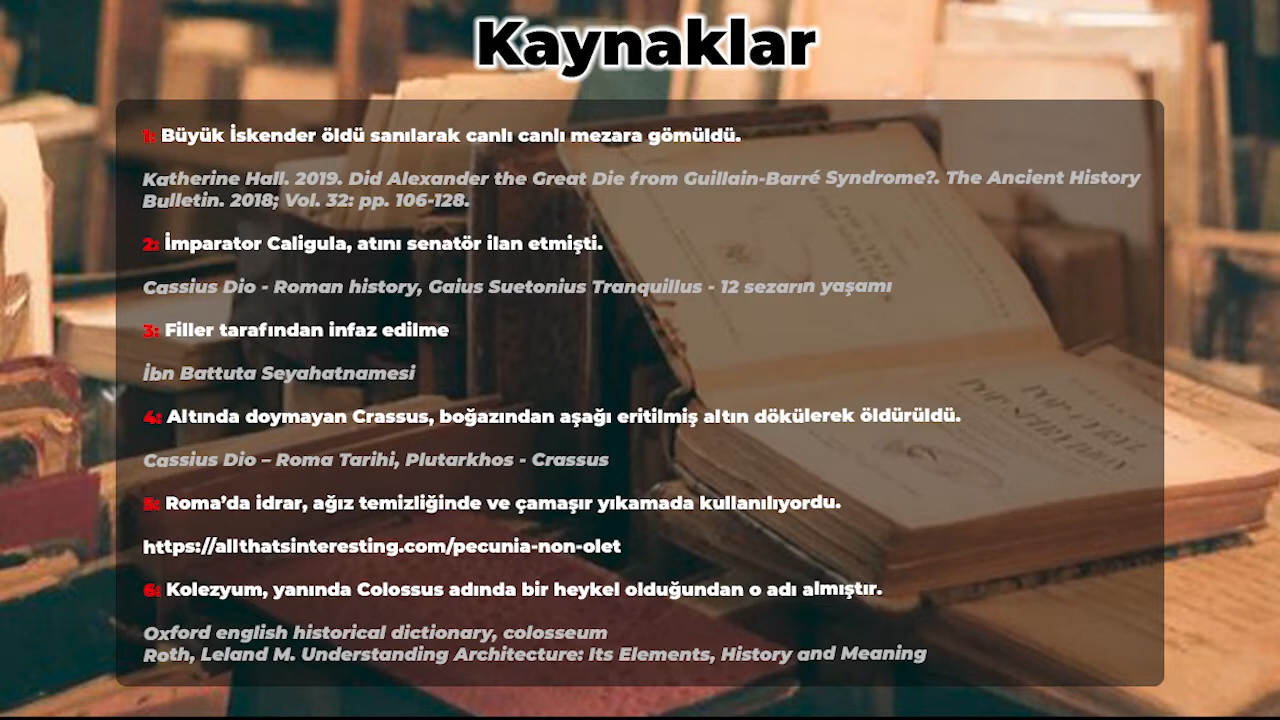 Kaynaklar
1: Büyük İskender öldü sanılarak canlı canlı mezara gömüldü.
Katherine Hall. 2019. Did Alexander the Great Die from Guillain-Barré Syndrome?. The Ancient History
Bulletin. 2018; Vol. 32: pp. 106-128.
2: İmparator Caligula, atını senatör ilan etmişti.
Cassius Dio - Roman history, Gaius Suetonius Tranquillus - 12 sezarın yaşamı
3: Filler tarafından infaz edilme
İbn Battuta Seyahatnamesi
4: Altında doymayan Crassus, boğazından aşağı eritilmiş altın dökülerek öldürüldü.
Cassius Dio – Roma Tarihi, Plutarkhos - Crassus
5: Roma’da idrar, ağız temizliğinde ve çamaşır yıkamada kullanılıyordu.
https://allthatsinteresting.com/pecunia-non-olet
6: Kolezyum, yanında Colossus adında bir heykel olduğundan o adı almıştır.
Oxford english historical dictionary, colosseum
Roth, Leland M. Understanding Architecture: Its Elements, History and Meaning